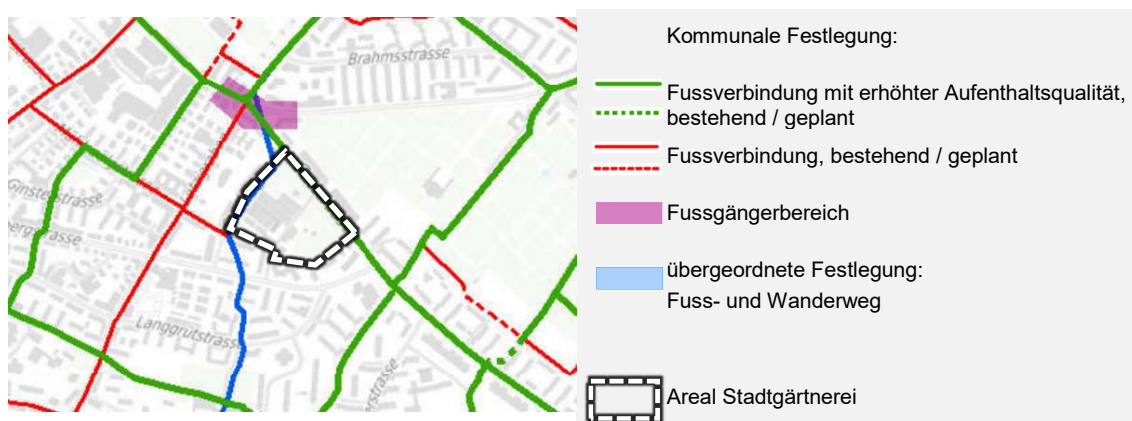 Brahmsstrasse
Ginsterstrasse
bergstrasse
Langgrutstrasse
erstrasse
Kommunale Festlegung:
Fussverbindung mit erhöhter Aufenthaltsqualität,
bestehend / geplant
Fussverbindung, bestehend / geplant
Fussgängerbereich
übergeordnete Festlegung:
Fuss- und Wanderweg
Areal Stadtgärtnerei